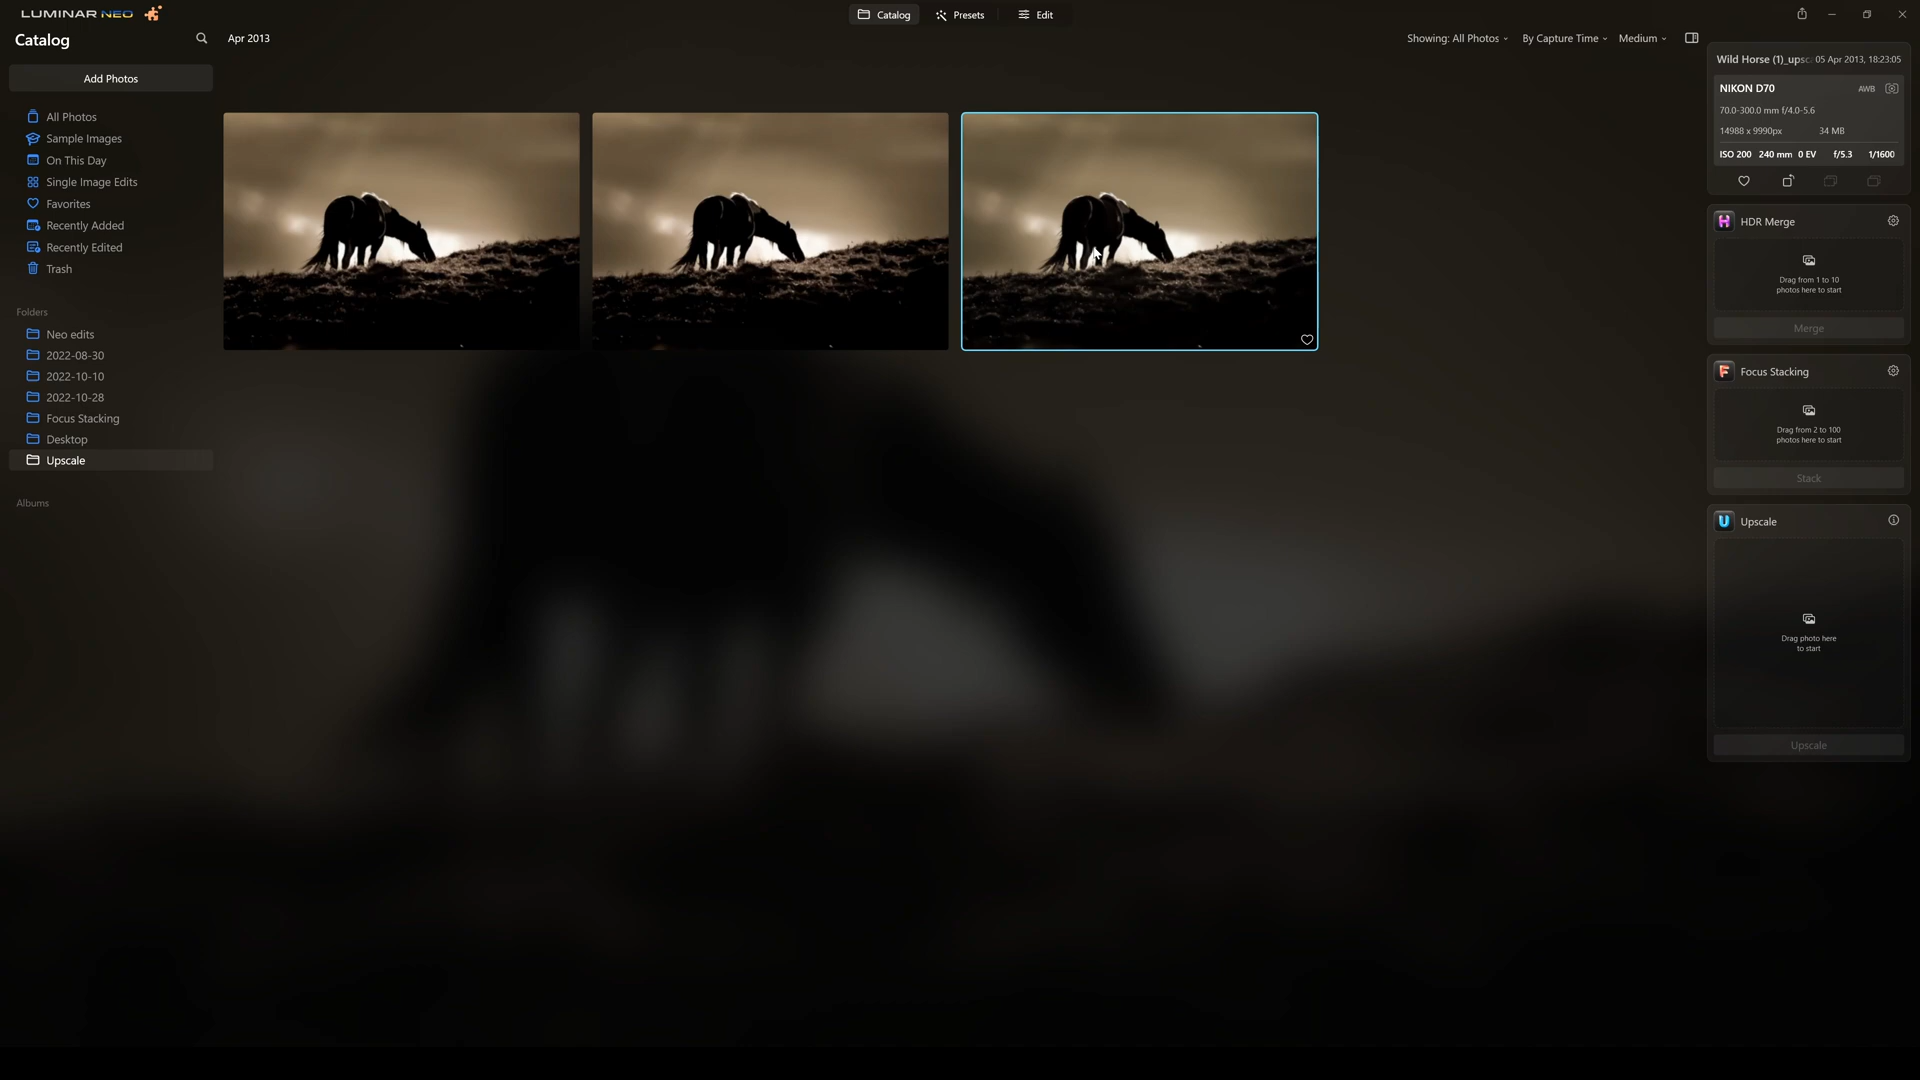 LUMINAR NEO
Catalog
Presets
Edit
Catalog
Apr 2013
Showing: All Photos
By Capture Time
Medium
Add Photos
All Photos
Sample Images
On This Day
Single Image Edits
Favorites
Recently Added
Recently Edited
Trash
Folders
Neo edits
2022-08-30
2022-10-10
2022-10-28
Focus Stacking
Desktop
Upscale
Albums
Wild Horse (1)_upsc 05 Apr 2013, 18:23:05
NIKON D70 AWB
70.0-300.0 mm f/4.0-5.6
14988 x 9990px 34 MB
ISO 200 240 mm 0 EV f/5.3 1/1600
HDR Merge
Drag from 1 to 10
photos here to start
Merge
Focus Stacking
Drag from 2 to 100
photos here to start
Stack
Upscale
Drag photo here
to start
Upscale